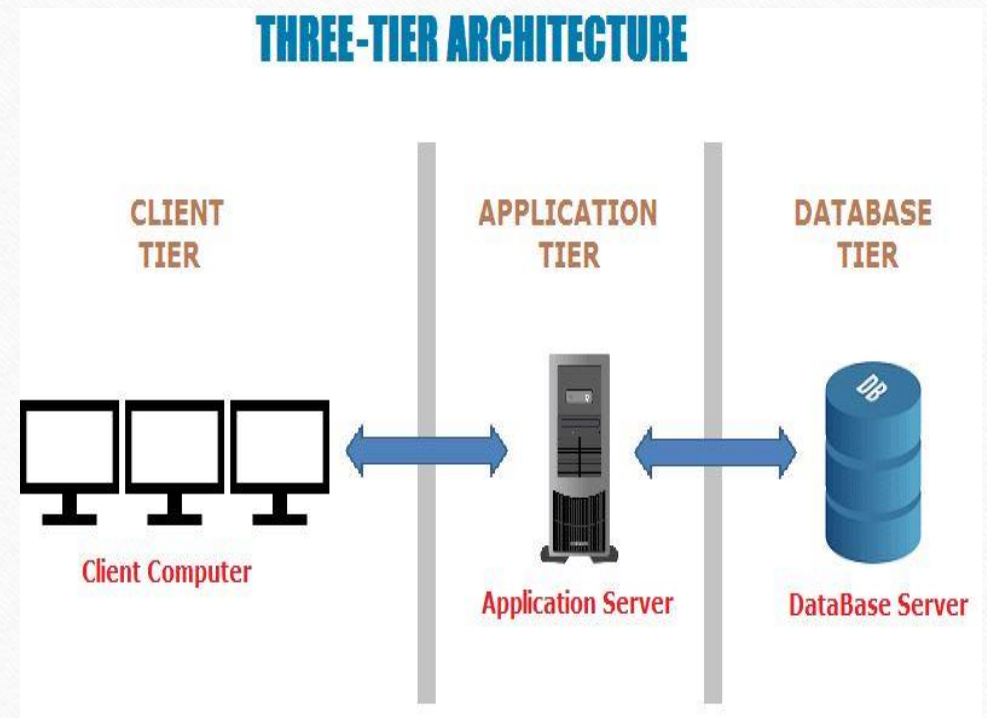 THREE-TIER ARCHITECTURE
CLIENT
TIER
APPLICATION
TIER
DATABASE
TIER
DB
Client Computer
Application Server
DataBase Server